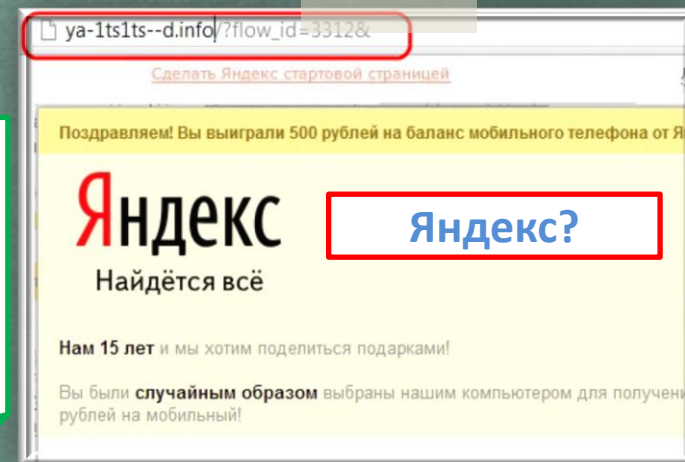 ya-1ts1ts--d.info/?flow_id=3312&
Сделать Яндекс стартовой страницей
Поздравляем! Вы выиграли 500 рублей на баланс мобильного телефона от
Яндекс
Яндекс?
Найдётся всё
Нам 15 лет и мы хотим поделиться подарками!
Вы были случайным образом выбраны нашим компьютером для
рублей на мобильный!